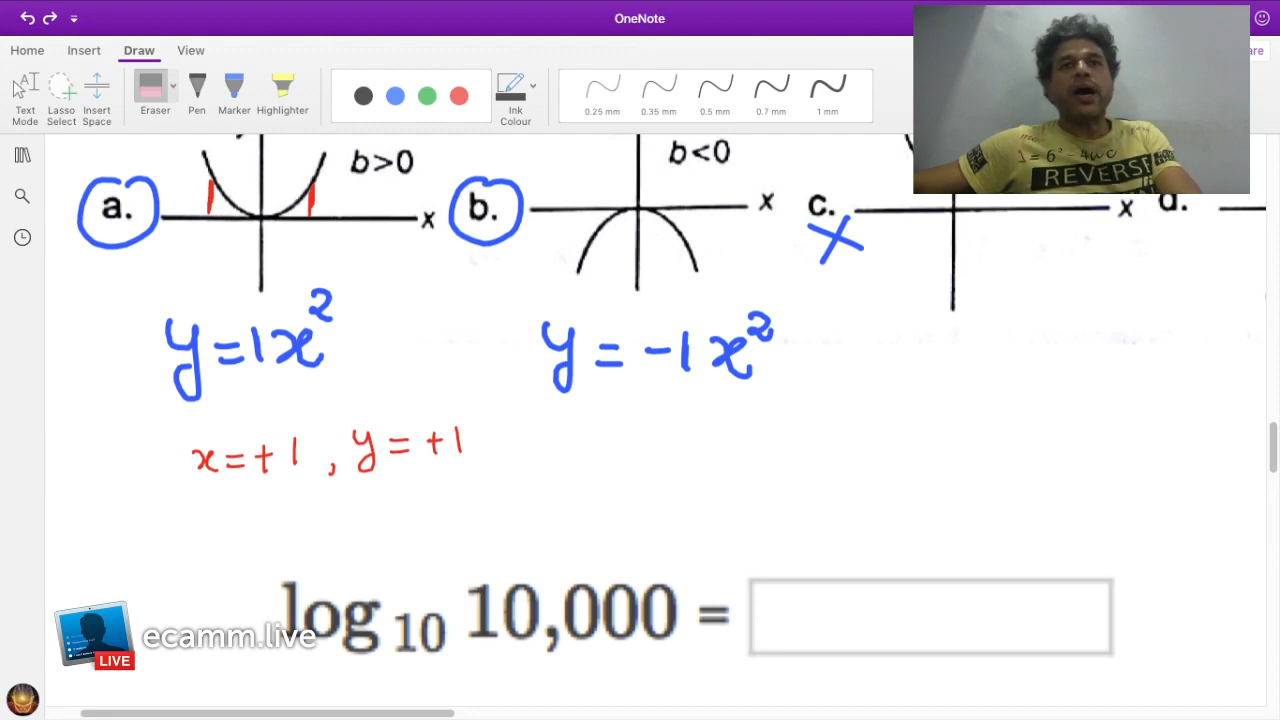 OneNote
Home Insert Draw View
Text Mode Lasso Select Insert Space Eraser Pen Marker Highlighter Ink Colour 0.25 mm 0.35 mm 0.5 mm 0.7 mm 1 mm
REVERSE
b>0 b<0
a. x b. x c. x d.
y=1x² y = -1x²
x=+1, y=+1
log₁₀ 10,000 =
ecamm.live
LIVE